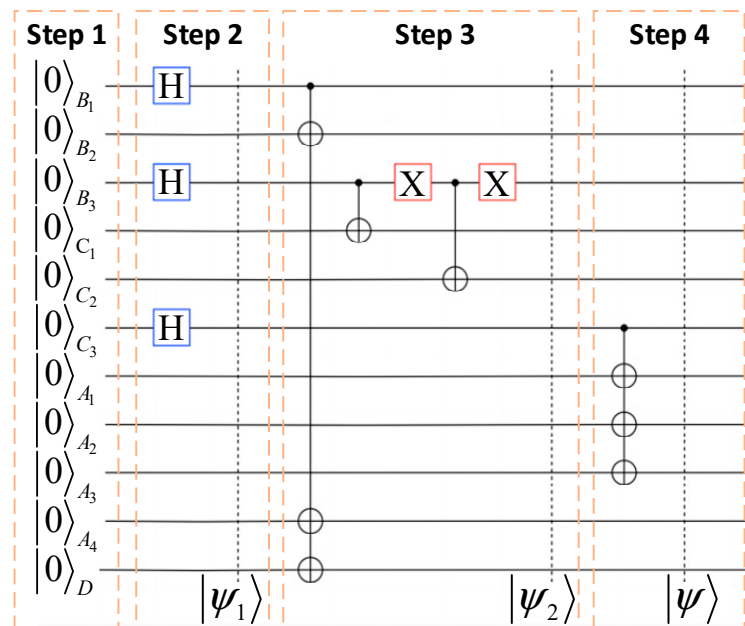 Step 1 Step 2 Step 3 Step 4
|0⟩B₁ H
|0⟩B₂
|0⟩B₃ H X X
|0⟩C₁
|0⟩C₂
|0⟩C₃ H
|0⟩A₁
|0⟩A₂
|0⟩A₃
|0⟩A₄
|0⟩D
|ψ₁⟩ |ψ₂⟩ |ψ⟩